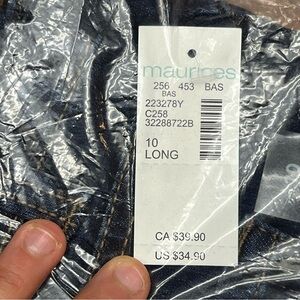 maurices
256 453 BAS
BAS
223278Y
C258
32288722B
10
LONG
CA $39.90
US $34.90